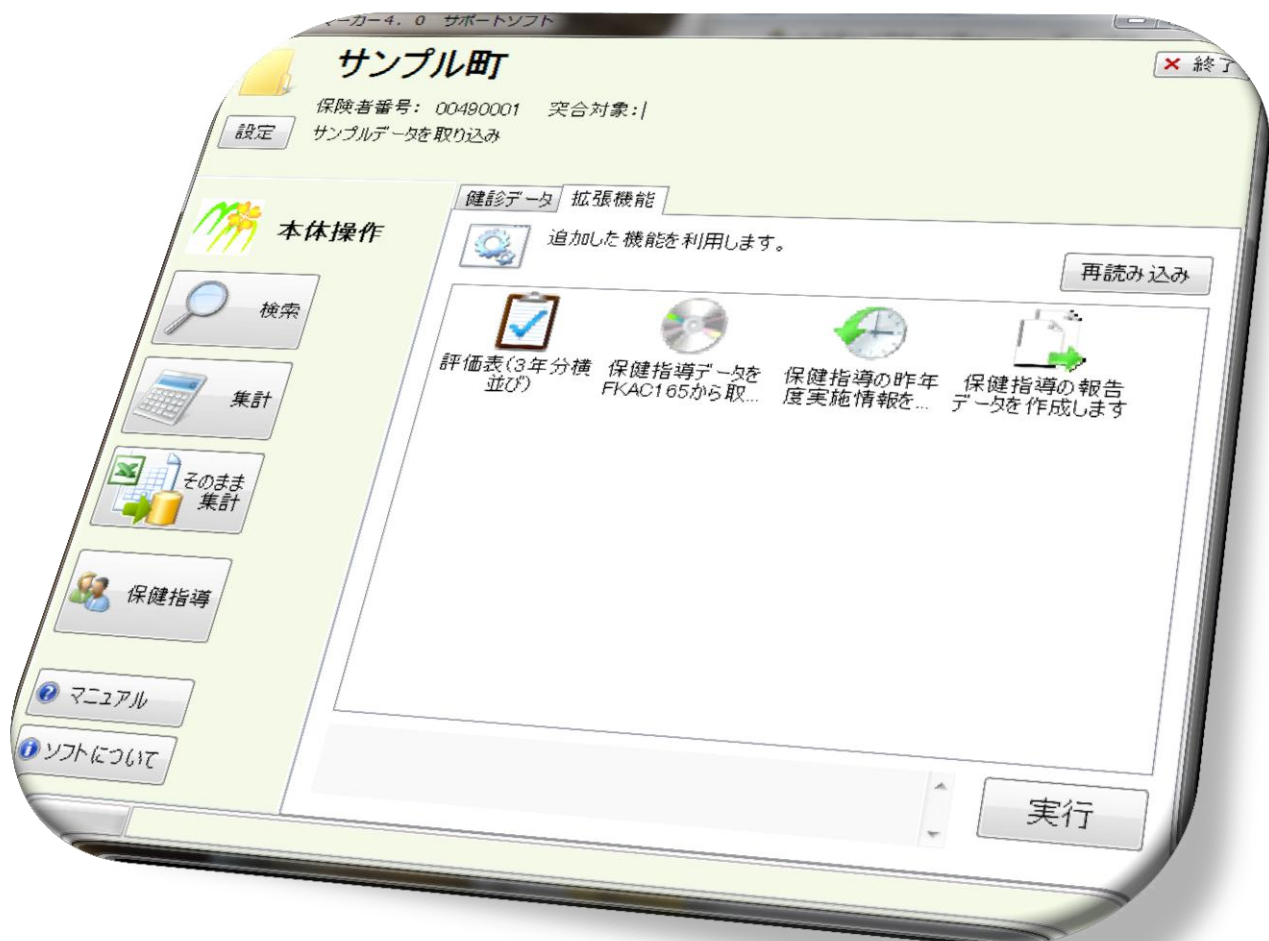 マーカー4.0 サポートソフト
サンプル町
終了
保険者番号: 00490001 突合対象:|
設定
サンプルデータを取り込み
健診データ
拡張機能
本体操作
追加した機能を利用します。
再読み込み
検索
評価表(3年分横
並び)
保健指導データを
FKAC165から取...
保健指導の昨年
度実施情報を...
保健指導の報告
データを作成します
集計
そのまま
集計
保健指導
マニュアル
ソフトについて
実行